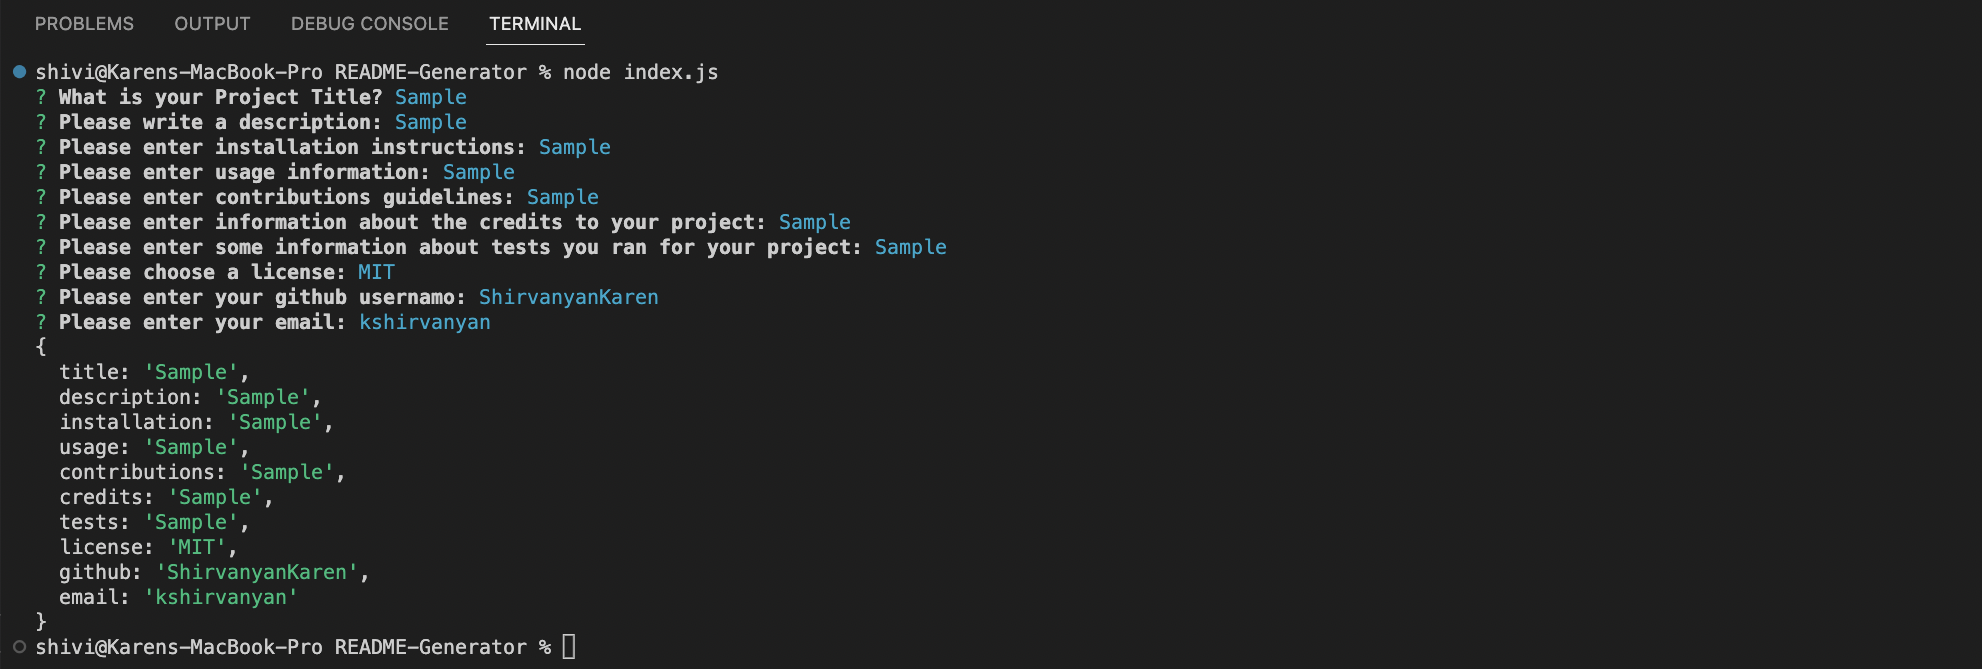 PROBLEMS OUTPUT DEBUG CONSOLE TERMINAL
shivi@Karens-MacBook-Pro README-Generator % node index.js
? What is your Project Title? Sample
? Please write a description: Sample
? Please enter installation instructions: Sample
? Please enter usage information: Sample
? Please enter contributions guidelines: Sample
? Please enter information about the credits to your project: Sample
? Please enter some information about tests you ran for your project: Sample
? Please choose a license: MIT
? Please enter your github usernamo: ShirvanyanKaren
? Please enter your email: kshirvanyan
{
  title: 'Sample',
  description: 'Sample',
  installation: 'Sample',
  usage: 'Sample',
  contributions: 'Sample',
  credits: 'Sample',
  tests: 'Sample',
  license: 'MIT',
  github: 'ShirvanyanKaren',
  email: 'kshirvanyan'
}
shivi@Karens-MacBook-Pro README-Generator %